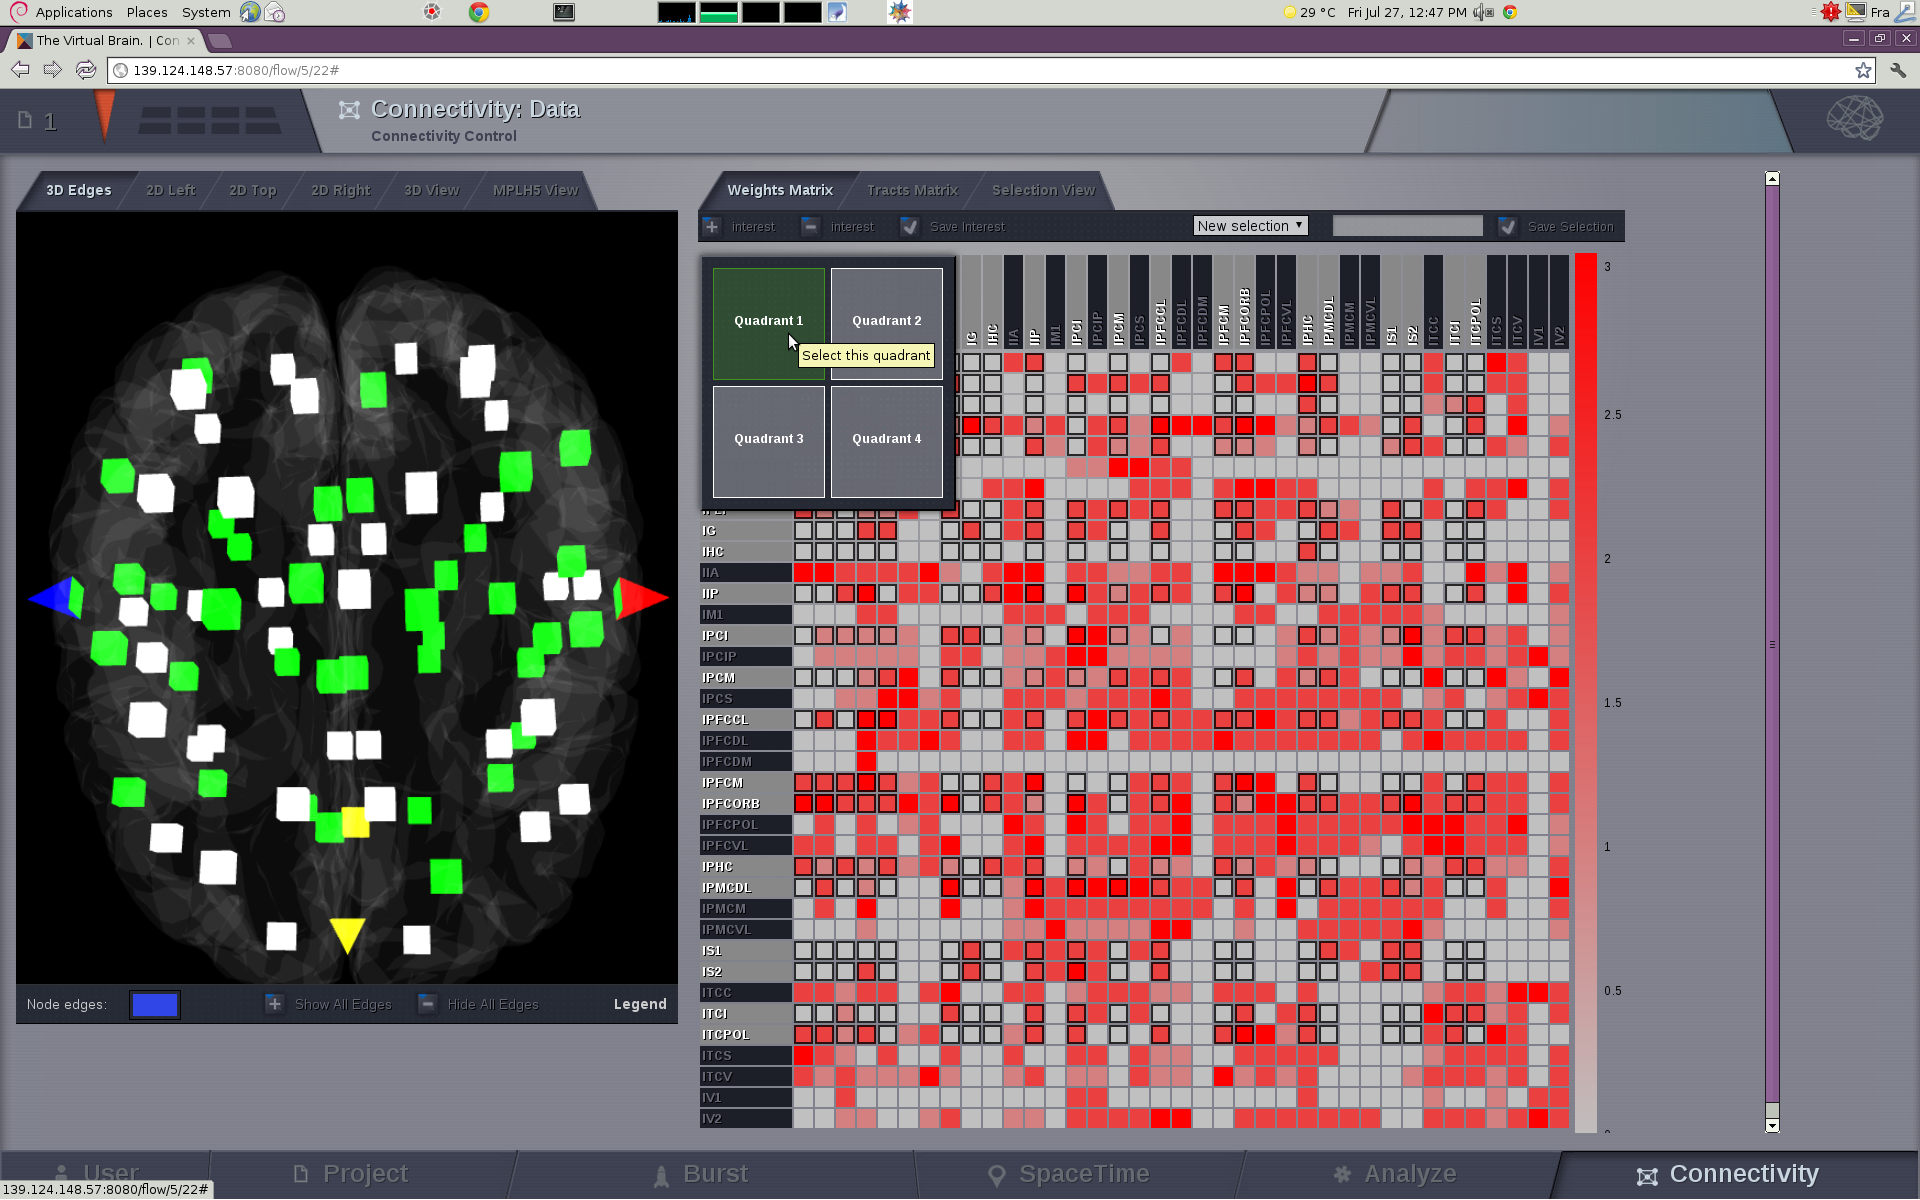 Applications Places System
29 °C Fri Jul 27, 12:47 PM Fra
The Virtual Brain. | Con
139.124.148.57:8080/flow/5/22#
1
Connectivity: Data
Connectivity Control
3D Edges 2D Left 2D Top 2D Right 3D View MPLH5 View
Weights Matrix Tracts Matrix Selection View
interest interest Save Interest New selection Save Selection
Quadrant 1 Quadrant 2
Select this quadrant
Quadrant 3 Quadrant 4
IG IHC IIA IIP IM1 IPCI IPCIP IPCM IPCS IPFCCL IPFCDL IPFCDM IPFCM IPFCORB IPFCPOL IPFCVL IPHC IPMCDL IPMCM IPMCVL IS1 IS2 ITCC ITCI ITCPOL ITCS ITCV IV1 IV2
IG
IHC
IIA
IIP
IM1
IPCI
IPCIP
IPCM
IPCS
IPFCCL
IPFCDL
IPFCDM
IPFCM
IPFCORB
IPFCPOL
IPFCVL
IPHC
IPMCDL
IPMCM
IPMCVL
IS1
IS2
ITCC
ITCI
ITCPOL
ITCS
ITCV
IV1
IV2
3
2.5
2
1.5
1
0.5
Node edges: Show All Edges Hide All Edges Legend
User Project Burst SpaceTime Analyze Connectivity
139.124.148.57:8080/flow/5/22#